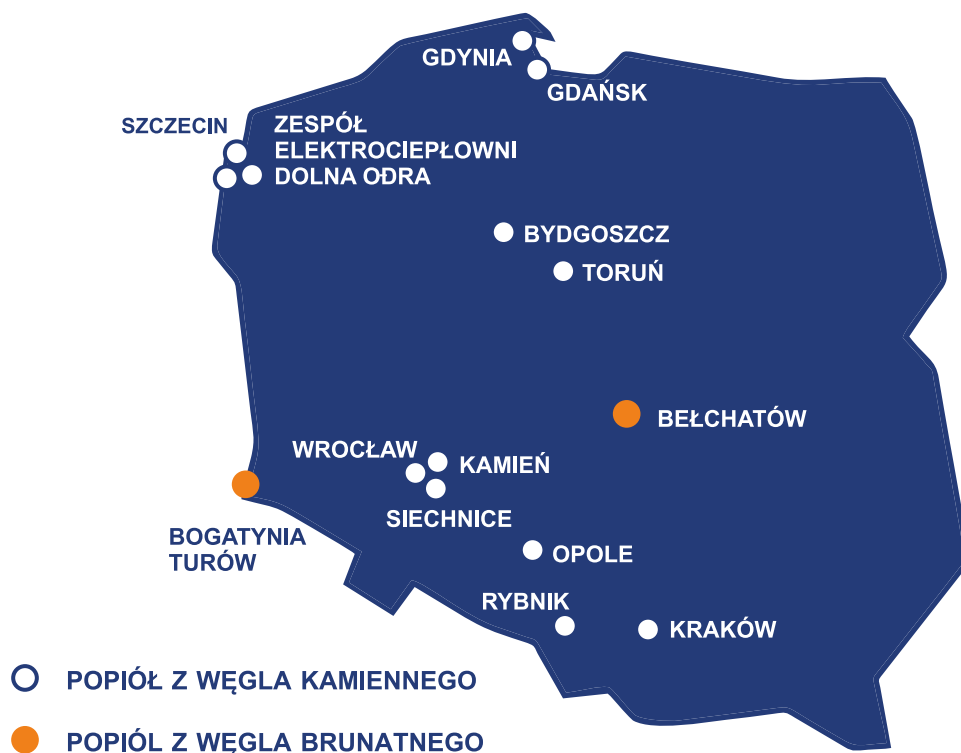 GDYNIA
GDAŃSK
SZCZECIN
ZESPÓŁ
ELEKTROCIEPŁOWNI
DOLNA ODRA
BYDGOSZCZ
TORUŃ
BEŁCHATÓW
WROCŁAW
KAMIEŃ
SIECHNICE
BOGATYNIA
TURÓW
OPOLE
RYBNIK
KRAKÓW
POPIÓŁ Z WĘGLA KAMIENNEGO
POPIÓŁ Z WĘGLA BRUNATNEGO